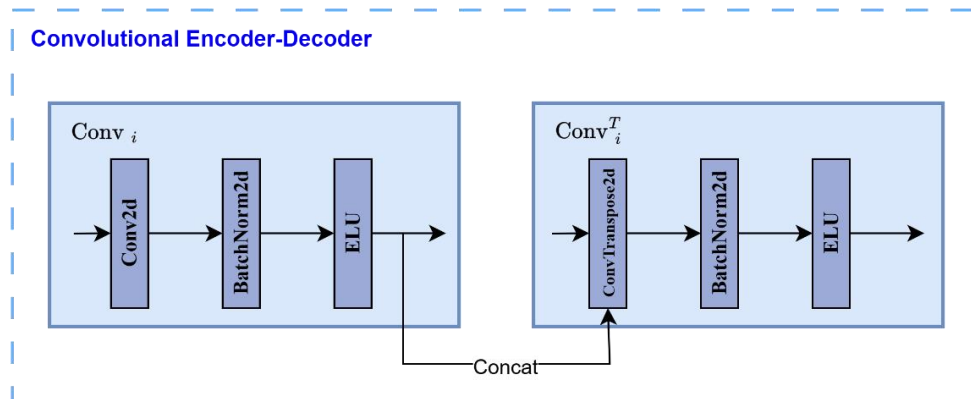 Convolutional Encoder-Decoder
Conv i
Conv2d
BatchNorm2d
ELU
Conv T i
ConvTranspose2d
BatchNorm2d
ELU
Concat